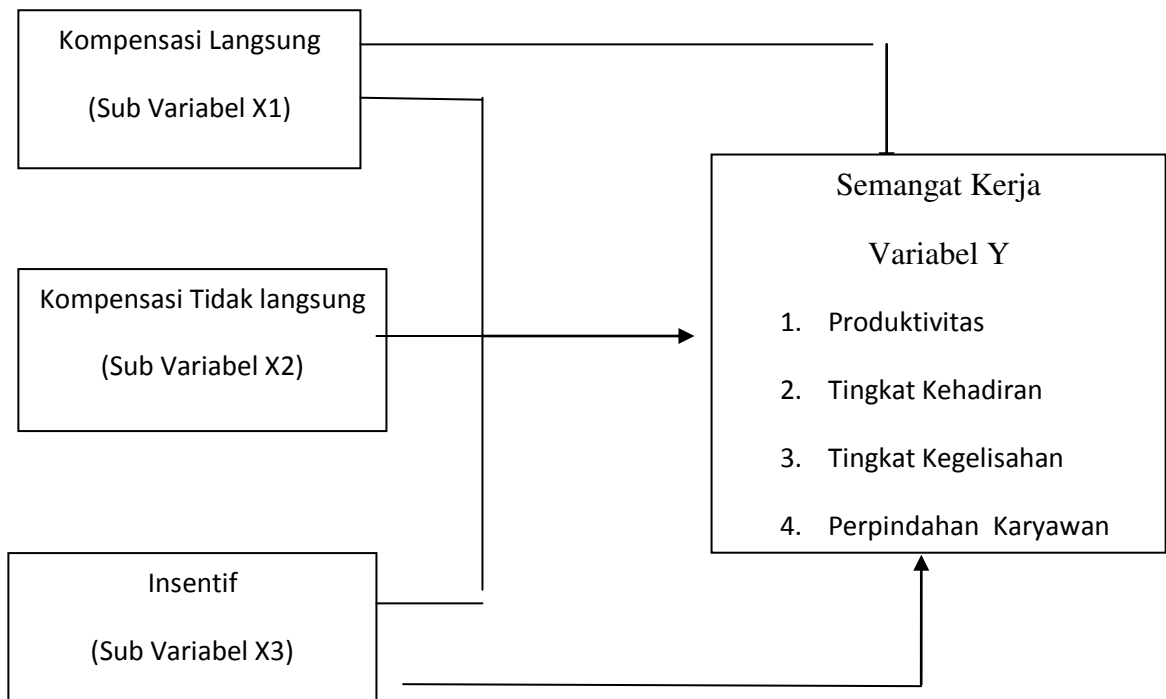 Kompensasi Langsung
(Sub Variabel X1)
Kompensasi Tidak langsung
(Sub Variabel X2)
Insentif
(Sub Variabel X3)
Semangat Kerja
Variabel Y
1. Produktivitas
2. Tingkat Kehadiran
3. Tingkat Kegelisahan
4. Perpindahan Karyawan